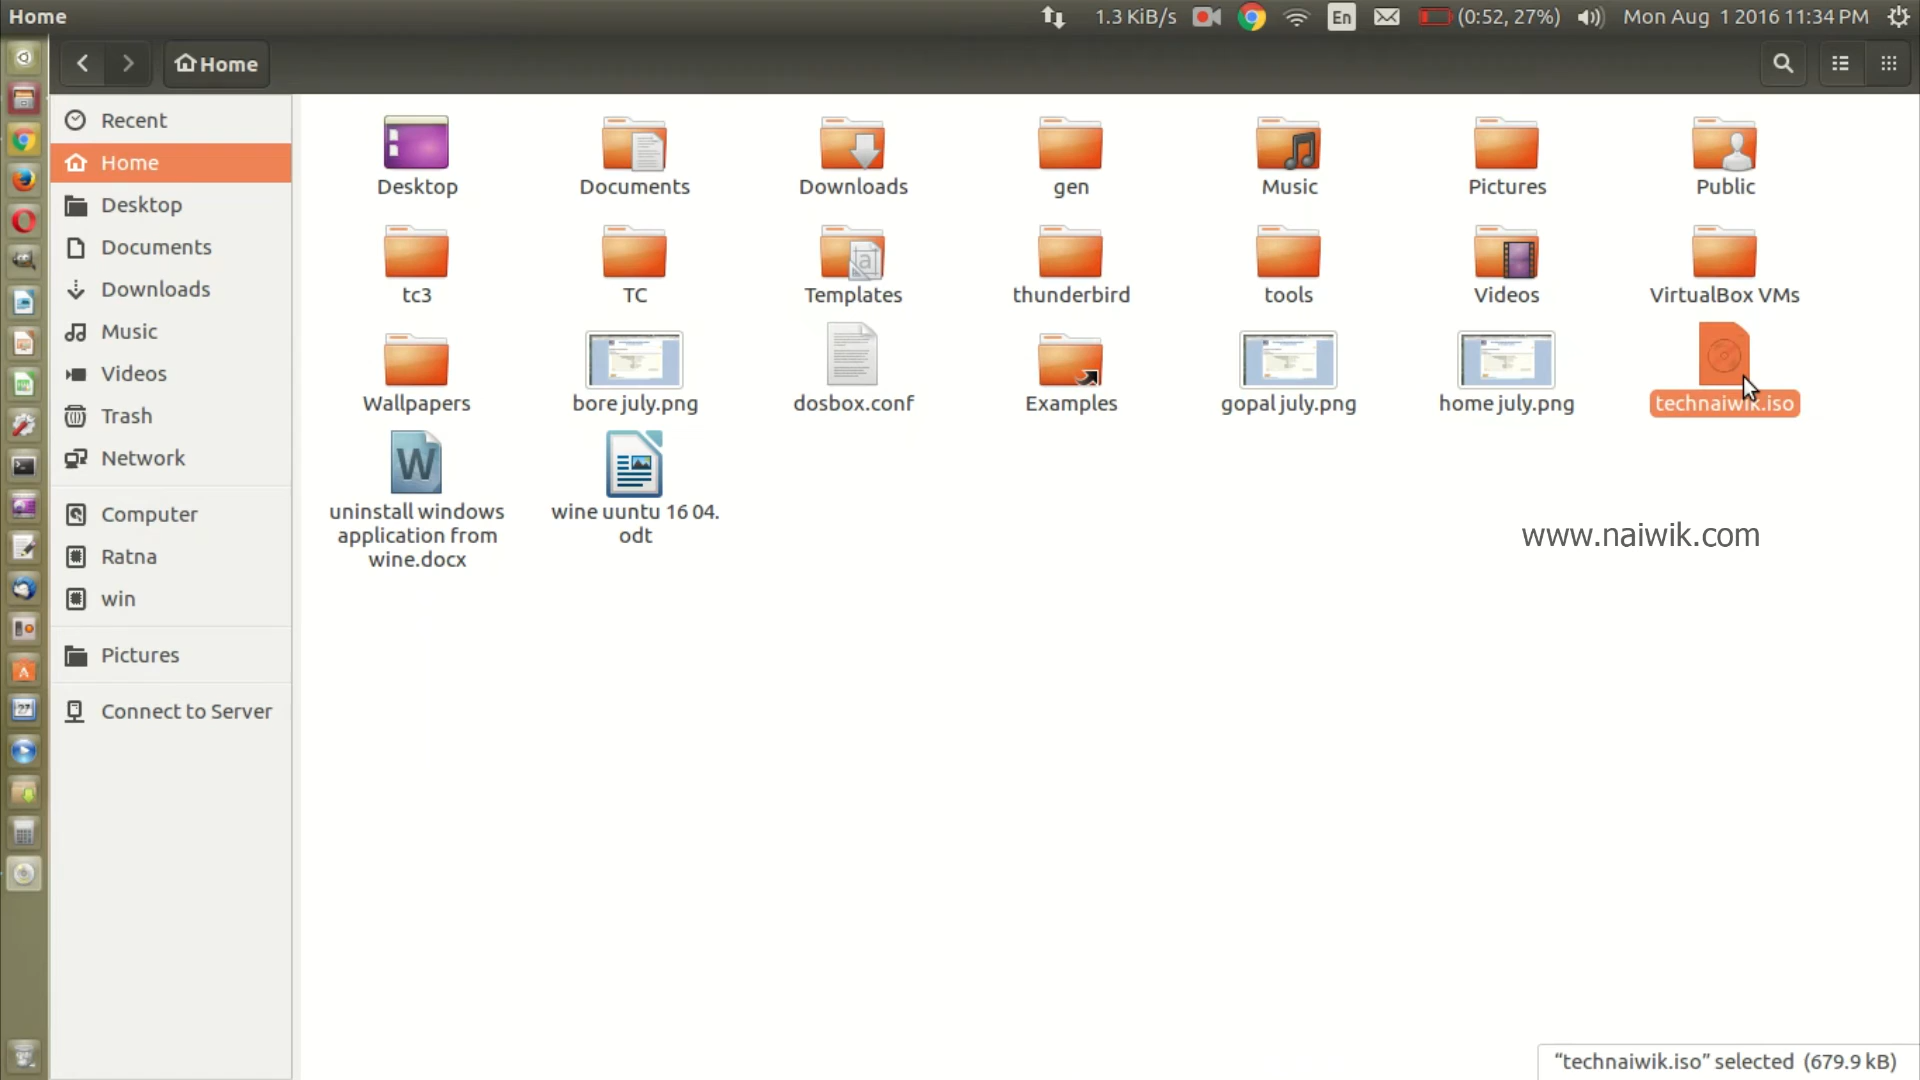 Home
1.3 KiB/s
En
(0:52, 27%)
Mon Aug 1 2016 11:34 PM
Home
Recent
Home
Desktop
Documents
Downloads
Music
Videos
Trash
Network
Computer
Ratna
win
Pictures
Connect to Server
Desktop
Documents
Downloads
gen
Music
Pictures
Public
tc3
TC
Templates
thunderbird
tools
Videos
VirtualBox VMs
Wallpapers
bore july.png
dosbox.conf
Examples
gopal july.png
home july.png
technaiwik.iso
W
uninstall windows
application from
wine.docx
wine uuntu 16 04.
odt
www.naiwik.com
“technaiwik.iso” selected (679.9 kB)